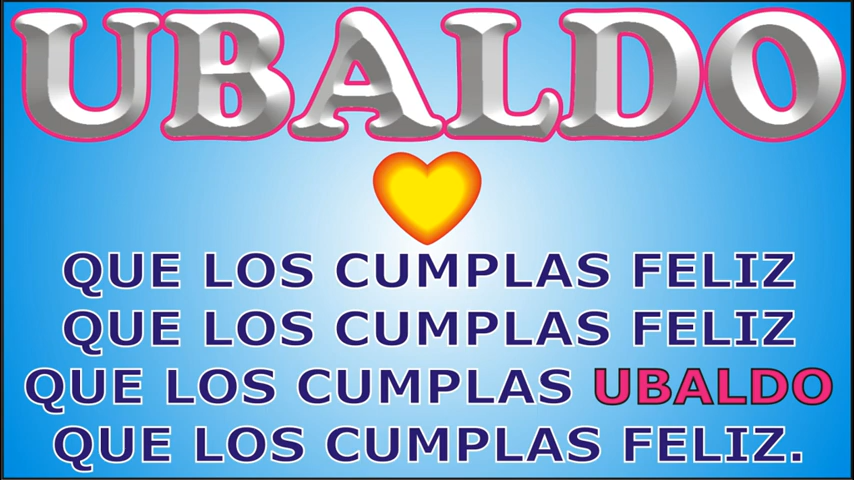 UBALDO
QUE LOS CUMPLAS FELIZ
QUE LOS CUMPLAS FELIZ
QUE LOS CUMPLAS UBALDO
QUE LOS CUMPLAS FELIZ.